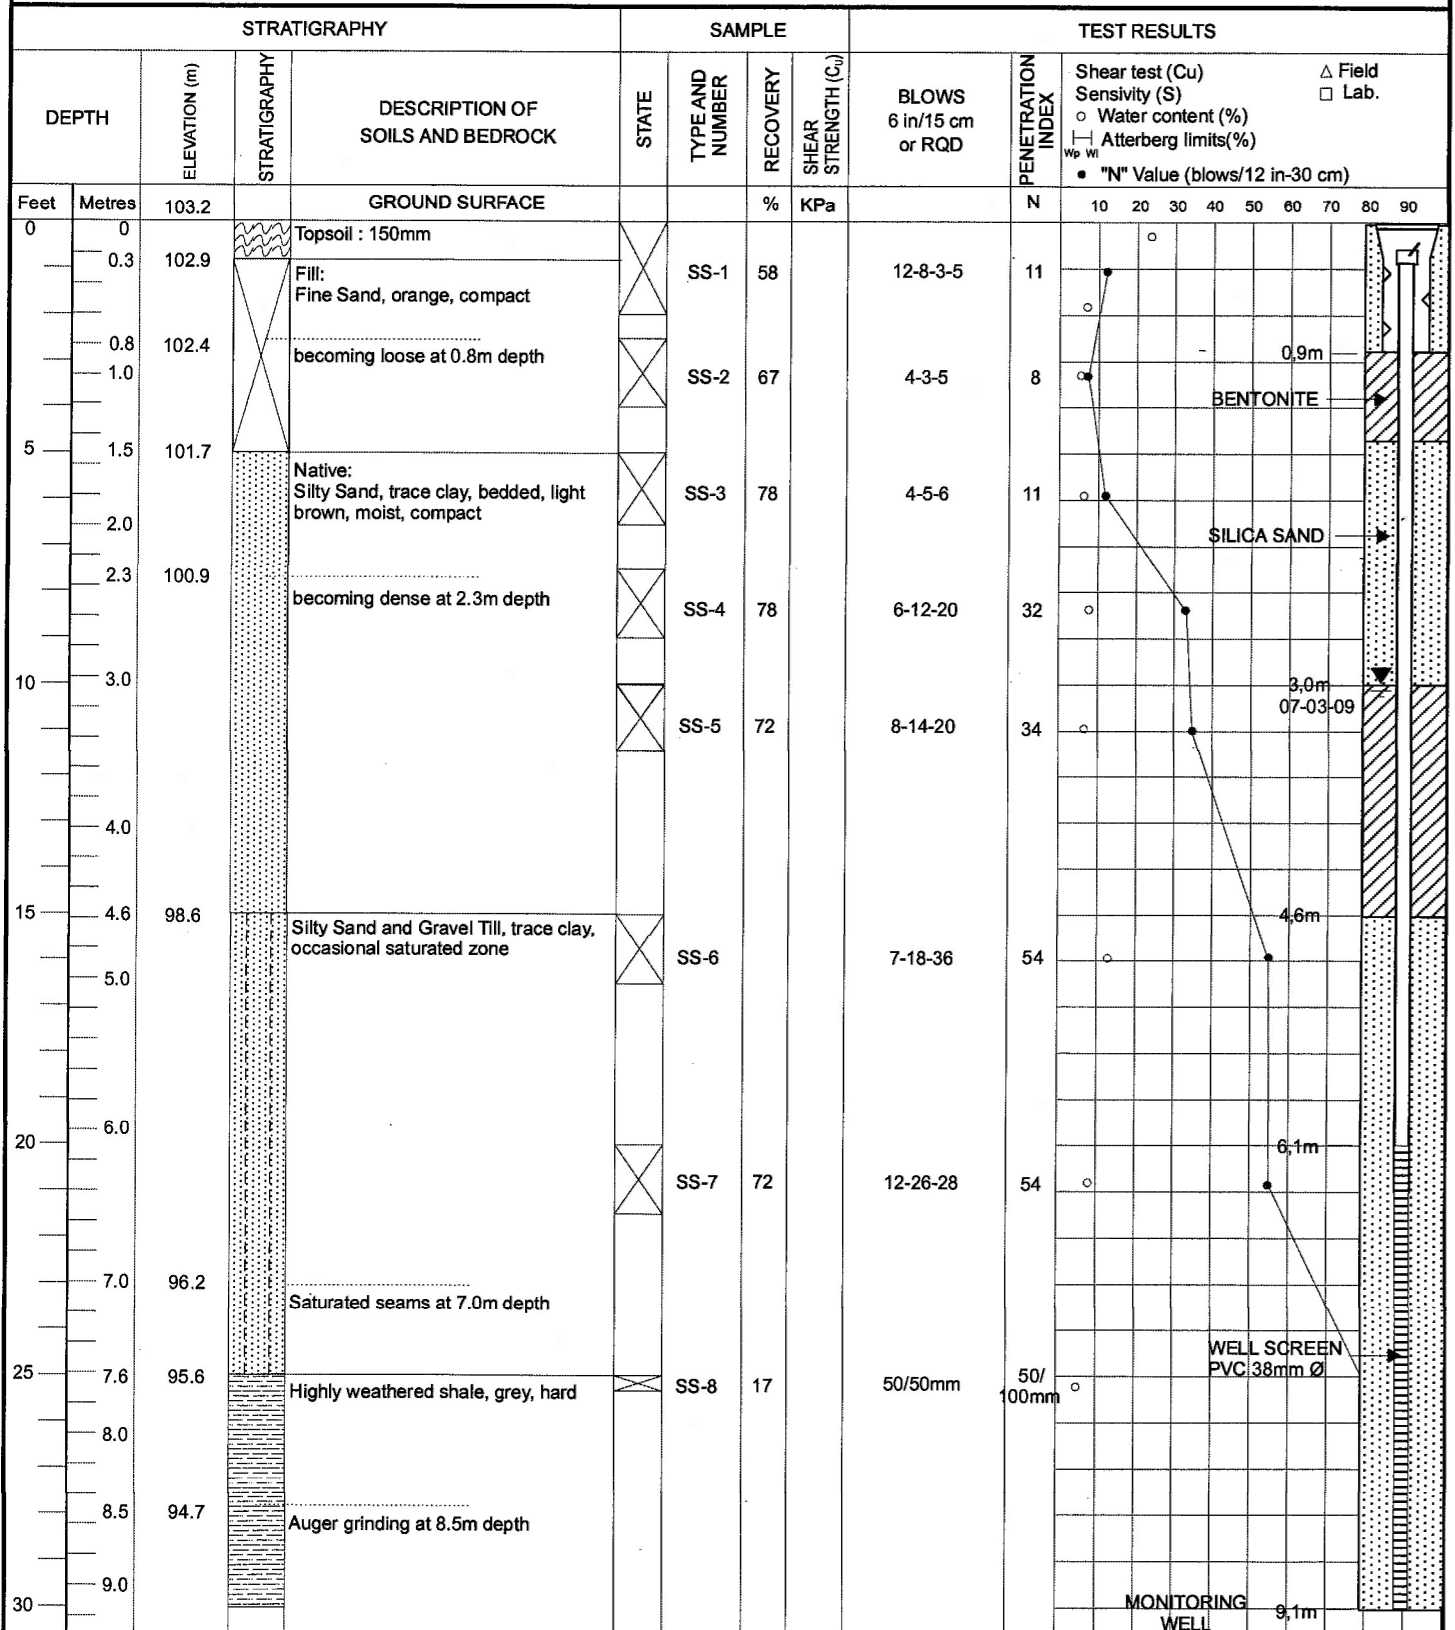 STRATIGRAPHY SAMPLE TEST RESULTS
DEPTH
ELEVATION (m)
STRATIGRAPHY
DESCRIPTION OF
SOILS AND BEDROCK
STATE
TYPE AND
NUMBER
RECOVERY
SHEAR
STRENGTH (Cu)
BLOWS
6 in/15 cm
or RQD
PENETRATION
INDEX
Shear test (Cu) △ Field
Sensivity (S) □ Lab.
○ Water content (%)
Atterberg limits(%)
Wp Wl
● "N" Value (blows/12 in-30 cm)
Feet Metres 103.2 GROUND SURFACE % KPa N 10 20 30 40 50 60 70 80 90
0 0 Topsoil : 150mm
0.3 102.9 Fill: SS-1 58 12-8-3-5 11
Fine Sand, orange, compact
0.8 102.4 becoming loose at 0.8m depth 0,9m
1.0 SS-2 67 4-3-5 8
BENTONITE
5 1.5 101.7
Native:
Silty Sand, trace clay, bedded, light SS-3 78 4-5-6 11
brown, moist, compact
2.0 SILICA SAND
2.3 100.9
becoming dense at 2.3m depth SS-4 78 6-12-20 32
10 3.0 3,0m
07-03-09
SS-5 72 8-14-20 34
4.0
15 4.6 98.6 4,6m
Silty Sand and Gravel Till, trace clay,
occasional saturated zone SS-6 7-18-36 54
5.0
20 6.0 6,1m
SS-7 72 12-26-28 54
7.0 96.2
Saturated seams at 7.0m depth
WELL SCREEN
PVC 38mm Ø
25 7.6 95.6 Highly weathered shale, grey, hard SS-8 17 50/50mm 50/
100mm
8.0
8.5 94.7 Auger grinding at 8.5m depth
9.0
30 MONITORING
WELL
9,1m